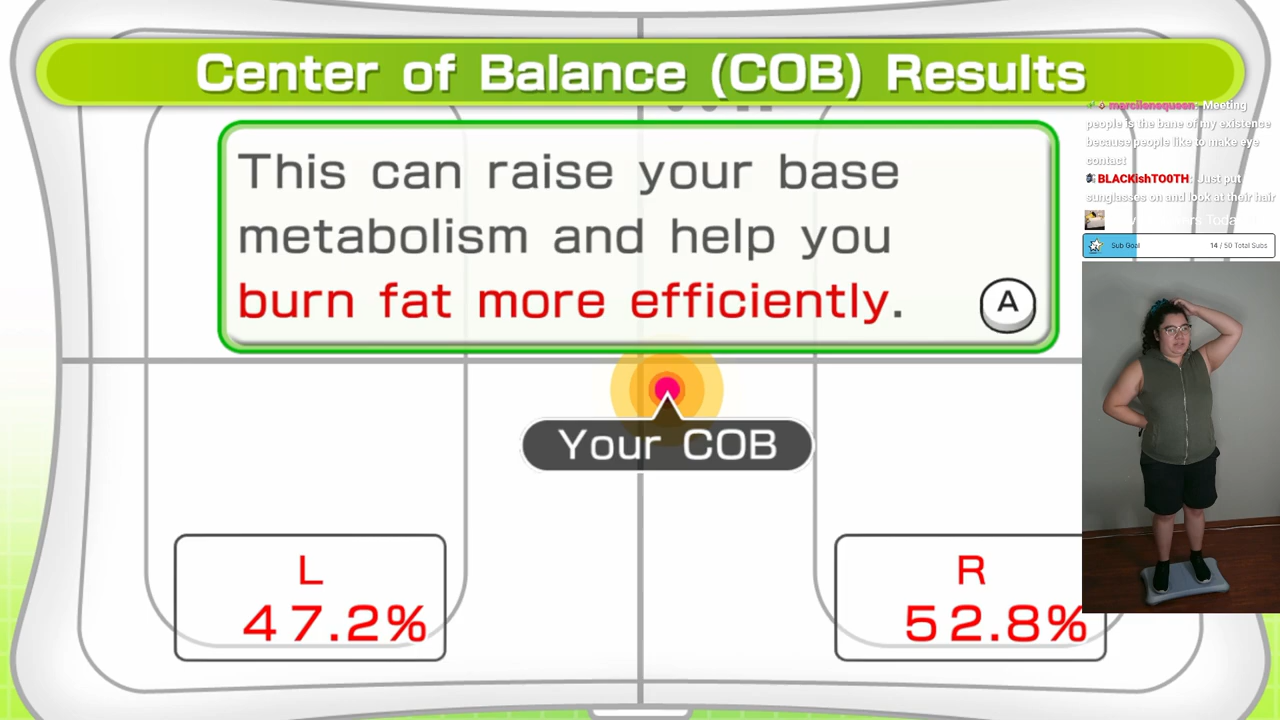 Center of Balance (COB) Results
This can raise your base
metabolism and help you
burn fat more efficiently.
A
Your COB
L
47.2%
R
52.8%
marcilenequeen: Meeting
people is the bane of my existence
because people like to make eye
contact
BLACKishTO0TH: Just put
sunglasses on and look at their hair
Sub Goal
14 / 50 Total Subs